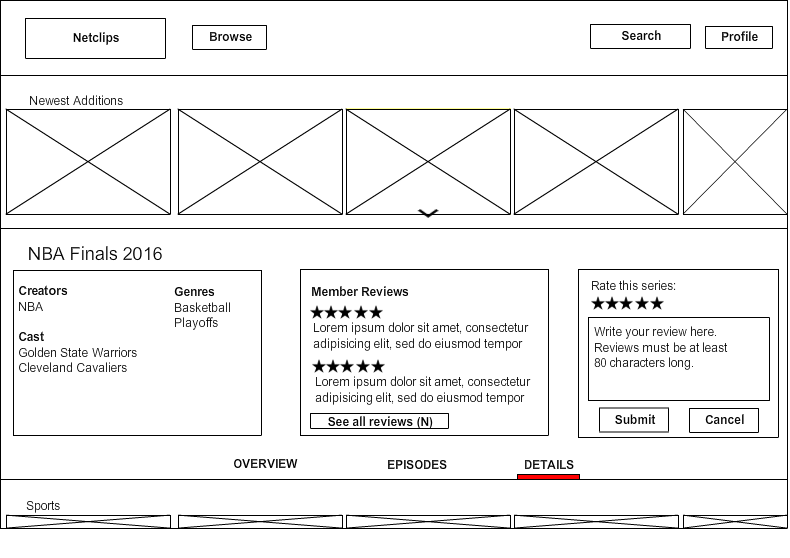 Netclips
Browse
Search
Profile
Newest Additions
NBA Finals 2016
Creators
NBA
Cast
Golden State Warriors
Cleveland Cavaliers
Genres
Basketball
Playoffs
Member Reviews
★★★★★
Lorem ipsum dolor sit amet, consectetur
adipisicing elit, sed do eiusmod tempor
★★★★★
Lorem ipsum dolor sit amet, consectetur
adipisicing elit, sed do eiusmod tempor
See all reviews (N)
Rate this series:
★★★★★
Write your review here.
Reviews must be at least
80 characters long.
Submit
Cancel
OVERVIEW
EPISODES
DETAILS
Sports